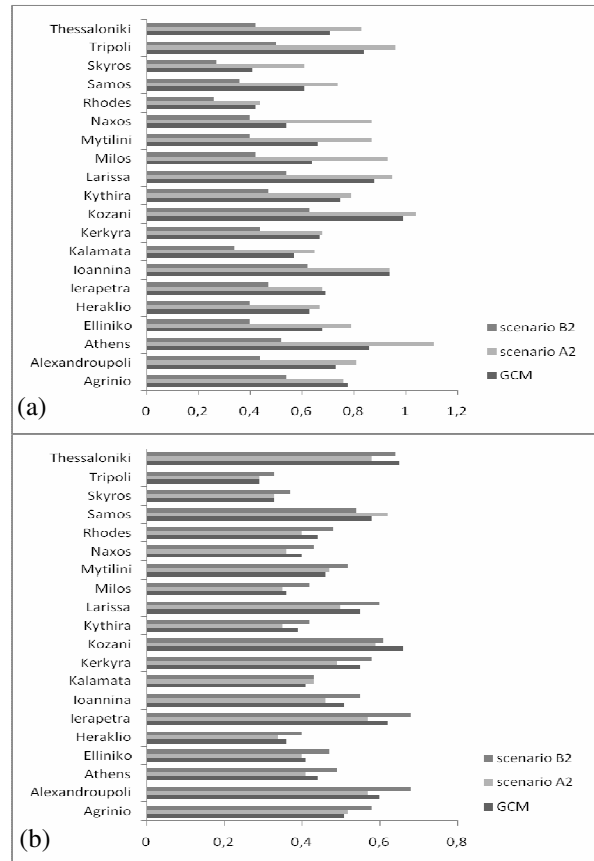 Thessaloniki
Tripoli
Skyros
Samos
Rhodes
Naxos
Mytilini
Milos
Larissa
Kythira
Kozani
Kerkyra
Kalamata
Ioannina
Ierapetra
Heraklio
Elliniko
Athens
Alexandroupoli
Agrinio
scenario B2
scenario A2
GCM
(a)
0 0,2 0,4 0,6 0,8 1 1,2
Thessaloniki
Tripoli
Skyros
Samos
Rhodes
Naxos
Mytilini
Milos
Larissa
Kythira
Kozani
Kerkyra
Kalamata
Ioannina
Ierapetra
Heraklio
Elliniko
Athens
Alexandroupoli
Agrinio
scenario B2
scenario A2
GCM
(b)
0 0,2 0,4 0,6 0,8